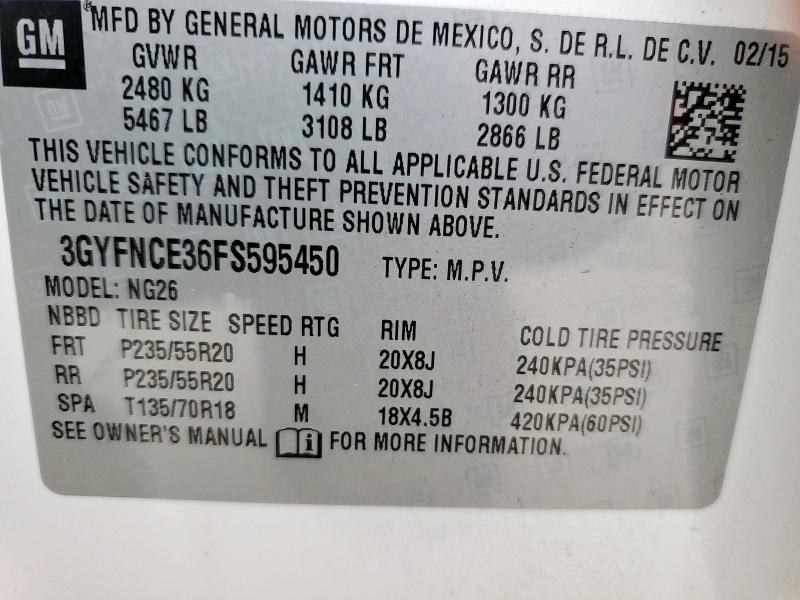 GM
MFD BY GENERAL MOTORS DE MEXICO, S. DE R.L. DE C.V. 02/15
GVWR GAWR FRT GAWR RR
2480 KG 1410 KG 1300 KG
5467 LB 3108 LB 2866 LB
THIS VEHICLE CONFORMS TO ALL APPLICABLE U.S. FEDERAL MOTOR
VEHICLE SAFETY AND THEFT PREVENTION STANDARDS IN EFFECT ON
THE DATE OF MANUFACTURE SHOWN ABOVE.
3GYFNCE36FS595450 TYPE: M.P.V.
MODEL: NG26
NBBD TIRE SIZE SPEED RTG RIM COLD TIRE PRESSURE
FRT P235/55R20 H 20X8J 240KPA(35PSI)
RR P235/55R20 H 20X8J 240KPA(35PSI)
SPA T135/70R18 M 18X4.5B 420KPA(60PSI)
SEE OWNER'S MANUAL i FOR MORE INFORMATION.